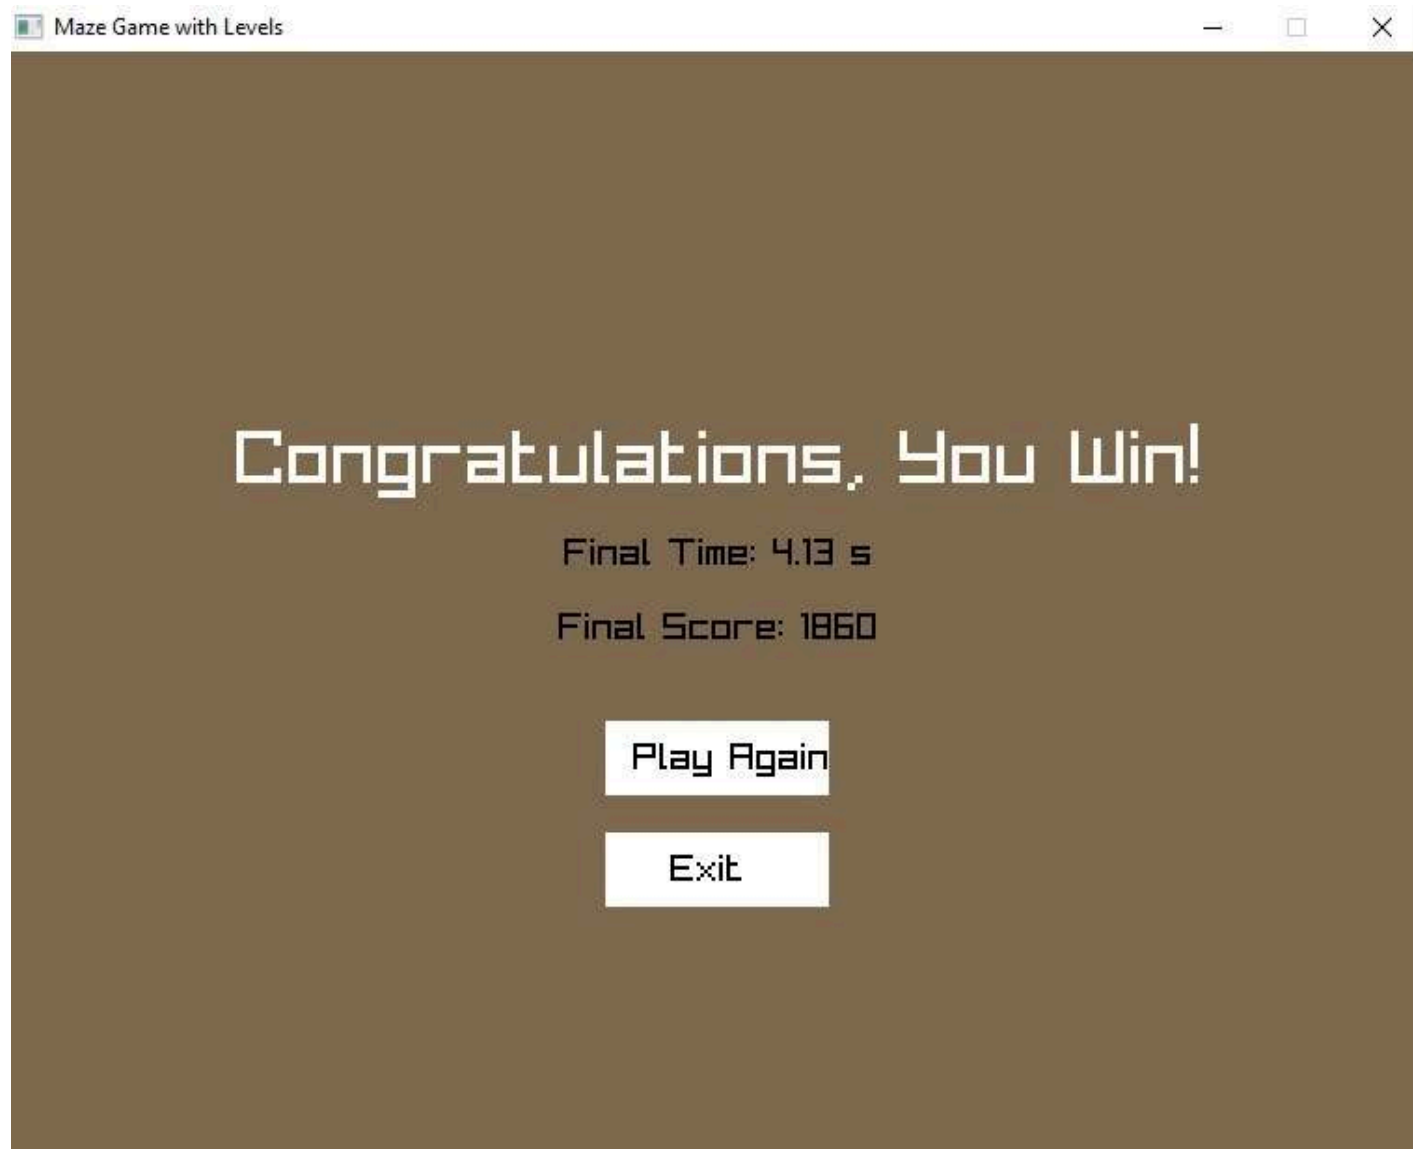 Maze Game with Levels
Congratulations, You Win!
Final Time: 4.13 s
Final Score: 1860
Play Again
Exit